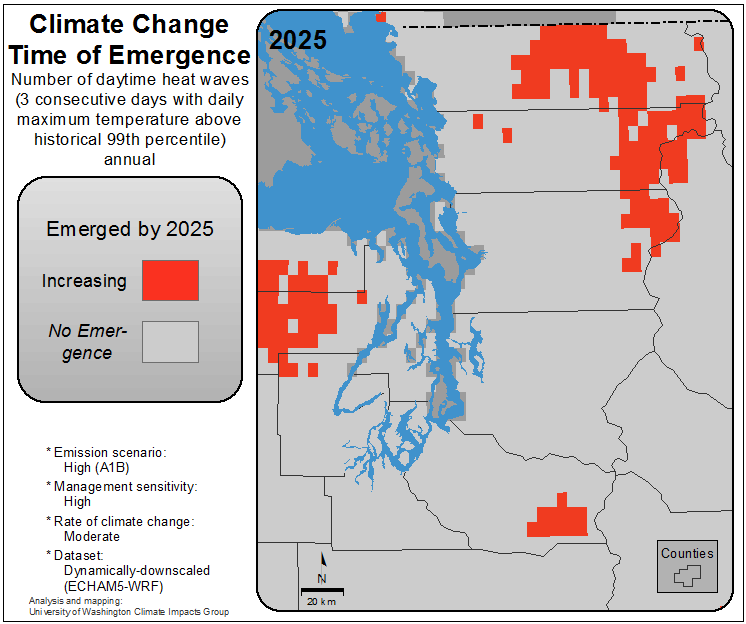 Climate Change
Time of Emergence
Number of daytime heat waves
(3 consecutive days with daily
maximum temperature above
historical 99th percentile)
annual
Emerged by 2025
Increasing
No Emer-
gence
* Emission scenario:
High (A1B)
* Management sensitivity:
High
* Rate of climate change:
Moderate
* Dataset:
Dynamically-downscaled
(ECHAM5-WRF)
Analysis and mapping:
University of Washington Climate Impacts Group
2025
N
20 km
Counties